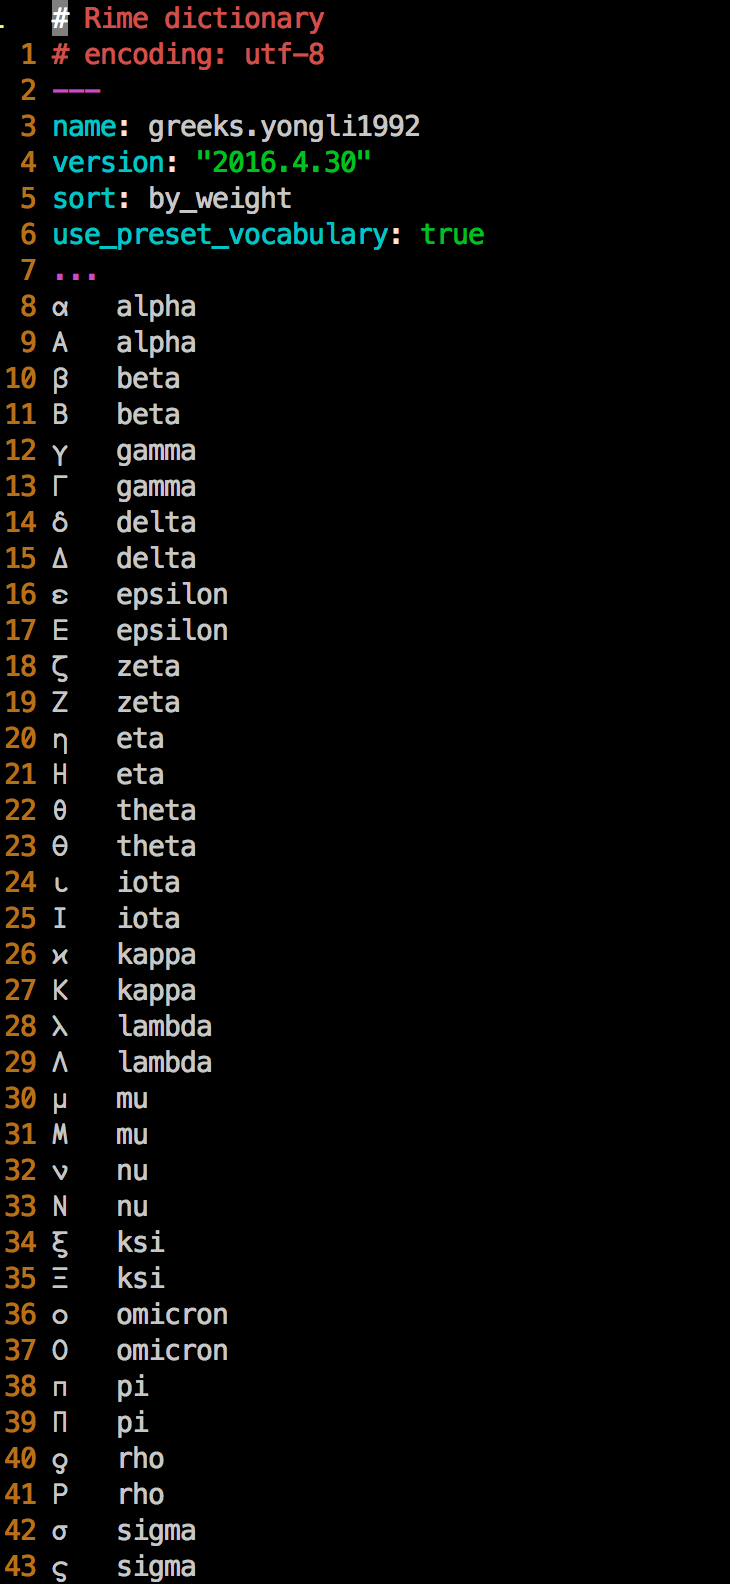 # Rime dictionary
1 # encoding: utf-8
2 ---
3 name: greeks.yongli1992
4 version: "2016.4.30"
5 sort: by_weight
6 use_preset_vocabulary: true
7 ...
8 α alpha
9 Α alpha
10 β beta
11 Β beta
12 γ gamma
13 Γ gamma
14 δ delta
15 Δ delta
16 ε epsilon
17 Ε epsilon
18 ζ zeta
19 Ζ zeta
20 η eta
21 Η eta
22 θ theta
23 Θ theta
24 ι iota
25 Ι iota
26 ϰ kappa
27 Κ kappa
28 λ lambda
29 Λ lambda
30 μ mu
31 Μ mu
32 ν nu
33 Ν nu
34 ξ ksi
35 Ξ ksi
36 ο omicron
37 Ο omicron
38 π pi
39 Π pi
40 ρ rho
41 Ρ rho
42 σ sigma
43 ς sigma